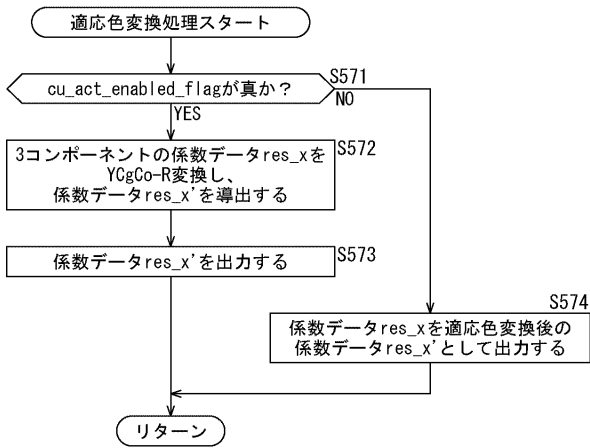 適応色変換処理スタート
cu_act_enabled_flagが真か？
S571
NO
YES
3コンポーネントの係数データres_xを
YCgCo-R変換し、
係数データres_x'を導出する
S572
係数データres_x'を出力する
S573
S574
係数データres_xを適応色変換後の
係数データres_x'として出力する
リターン